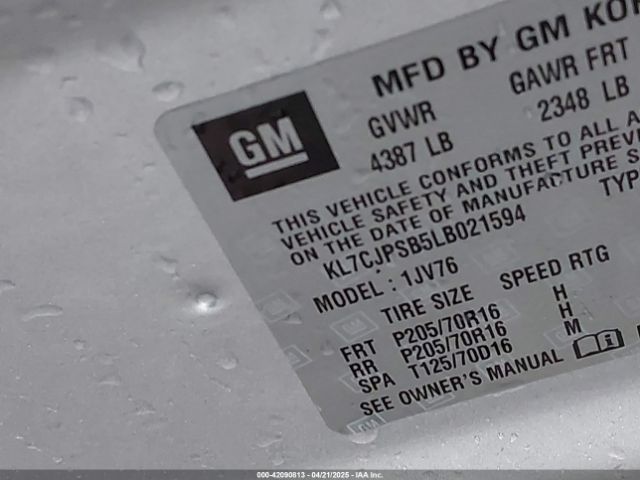 MFD BY GM KOR
GM
GVWR GAWR FRT
4387 LB 2348 LB
THIS VEHICLE CONFORMS TO ALL A
VEHICLE SAFETY AND THEFT PREV
ON THE DATE OF MANUFACTURE S
KL7CJPSB5LB021594 TYP
MODEL : 1JV76
TIRE SIZE SPEED RTG
FRT P205/70R16 H
RR P205/70R16 H
SPA T125/70D16 M
SEE OWNER'S MANUAL
000-42090813 - 04/21/2025 - IAA Inc.